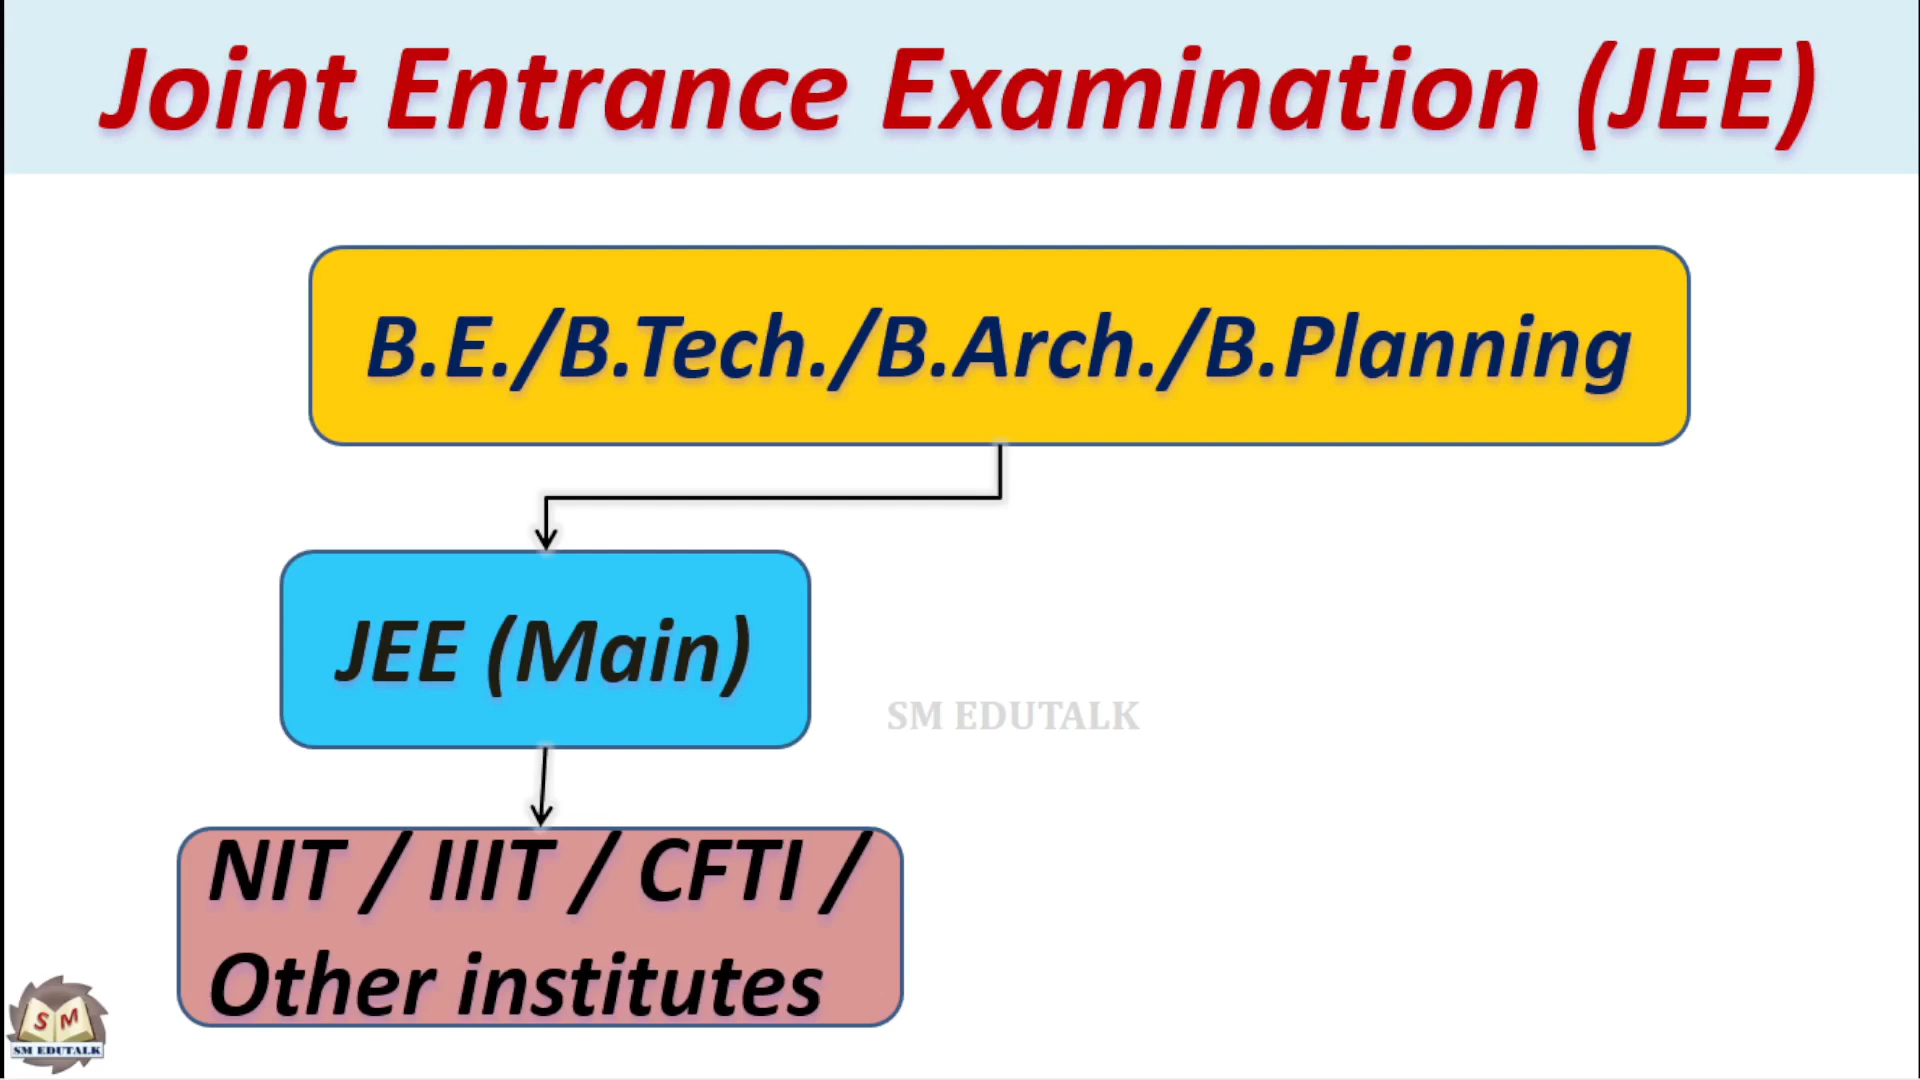 Joint Entrance Examination (JEE)
B.E./B.Tech./B.Arch./B.Planning
JEE (Main)
SM EDUTALK
NIT / IIIT / CFTI /
Other institutes
S M
SM EDUTALK